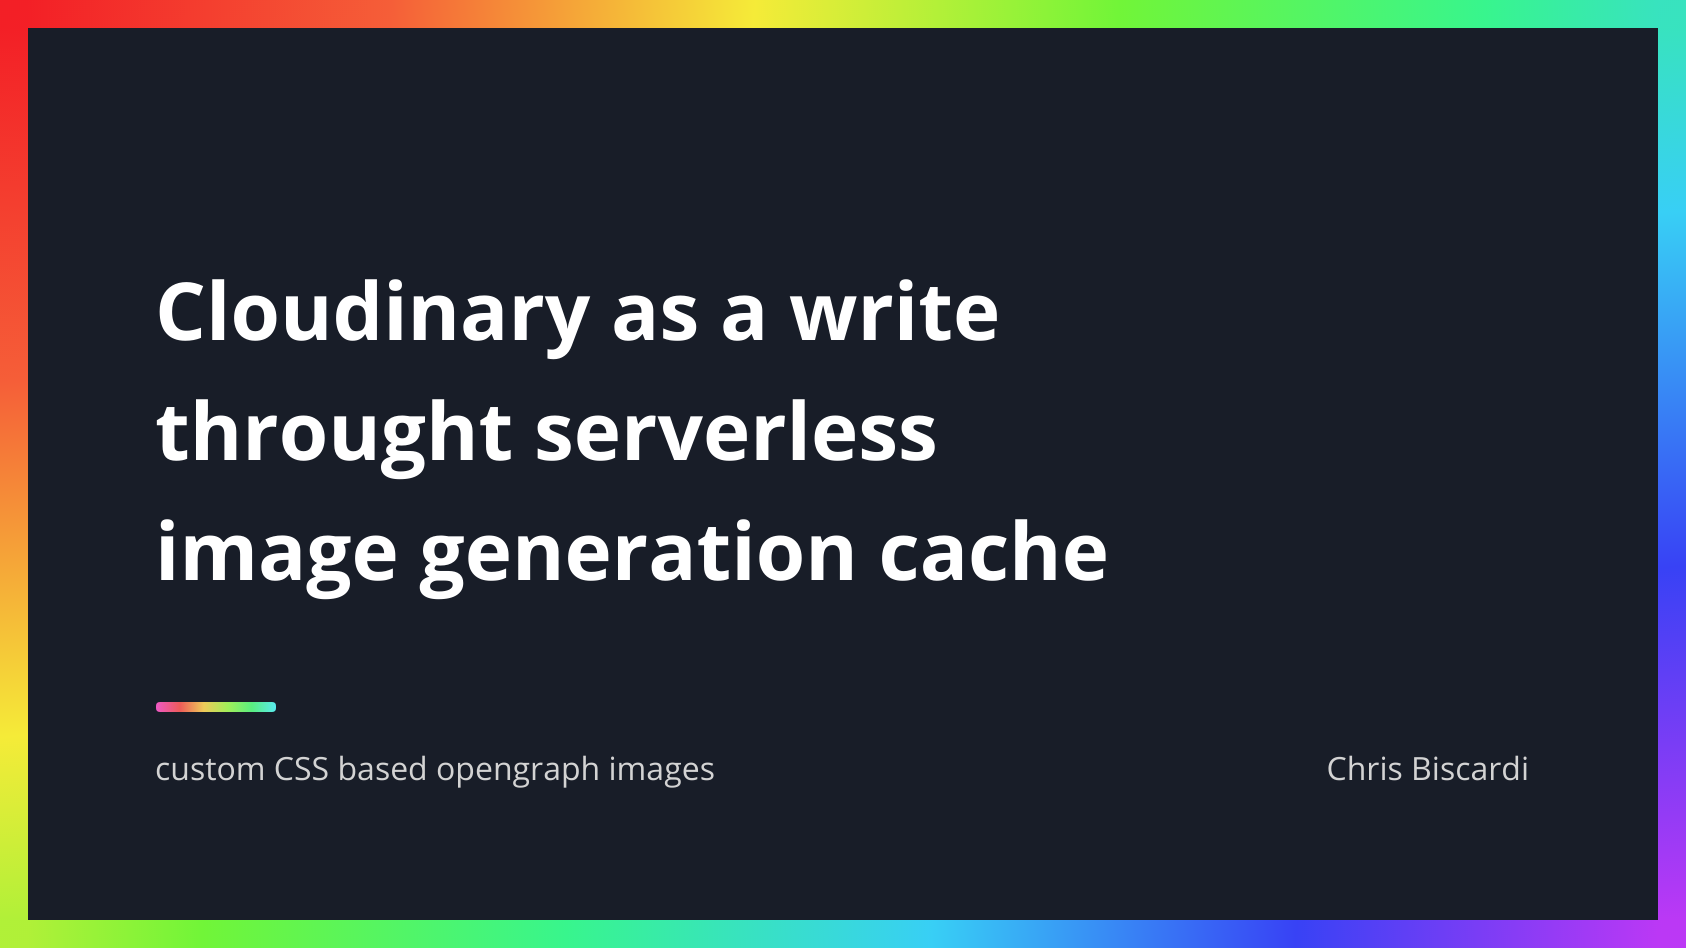 Cloudinary as a write
throught serverless
image generation cache
custom CSS based opengraph images
Chris Biscardi